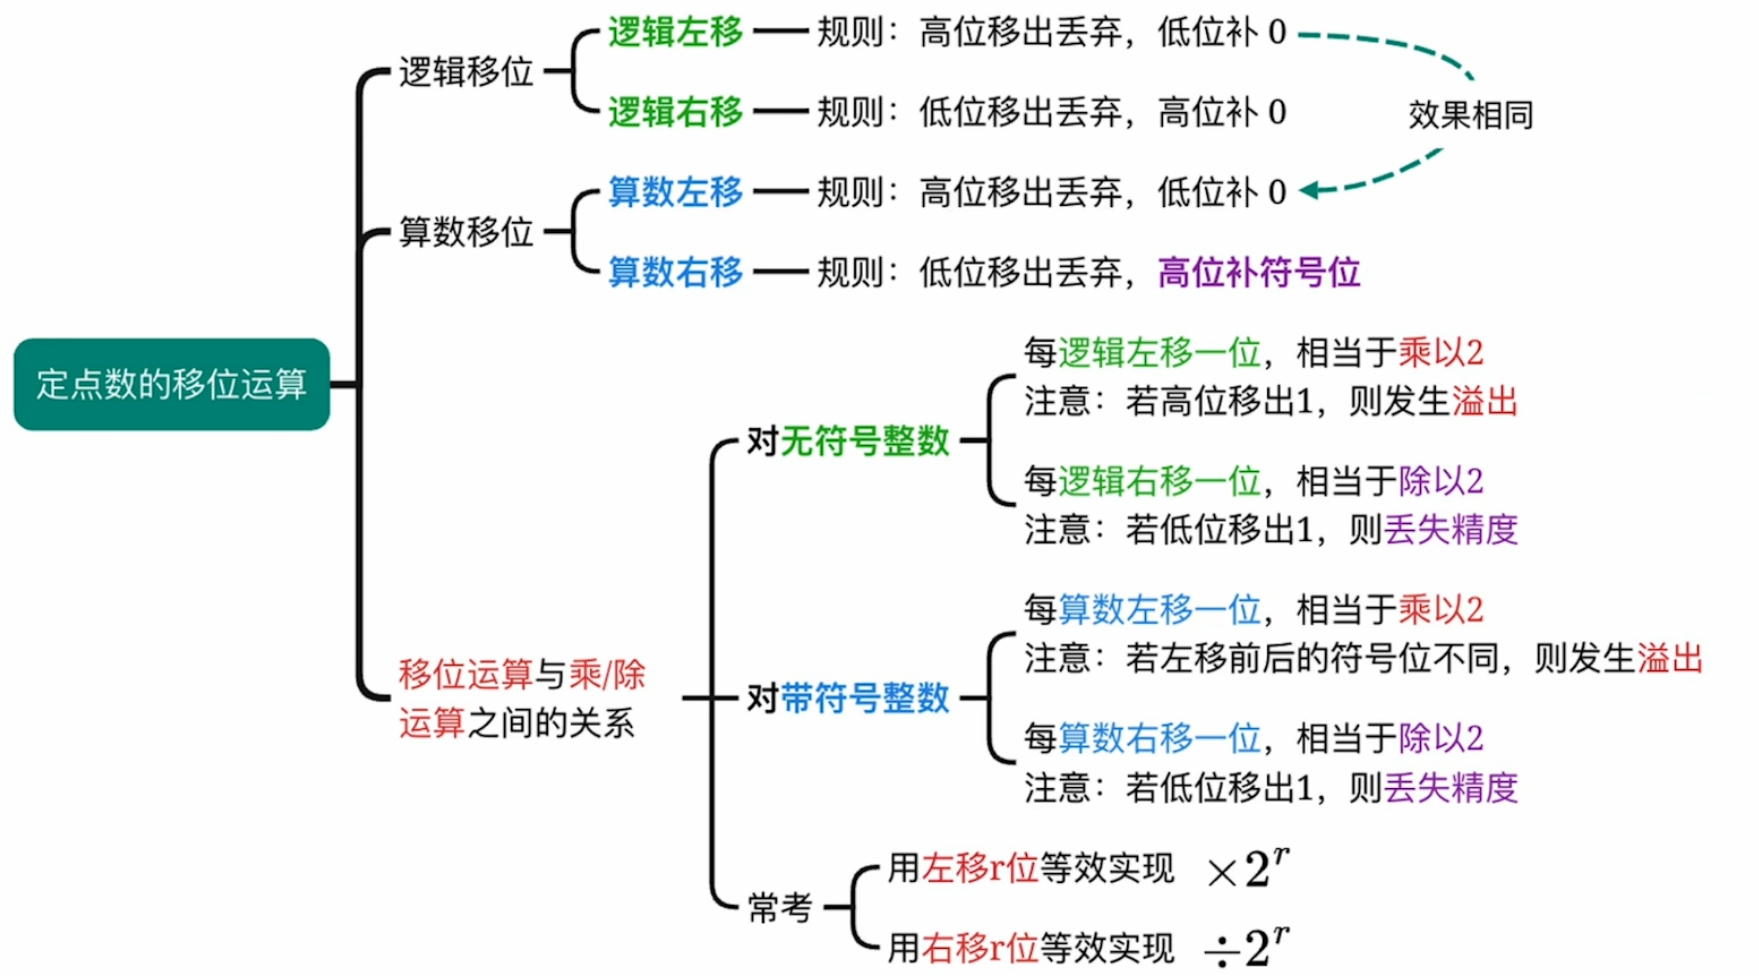 逻辑左移 规则：高位移出丢弃，低位补 0
逻辑移位
逻辑右移 规则：低位移出丢弃，高位补 0
效果相同
算数左移 规则：高位移出丢弃，低位补 0
算数移位
算数右移 规则：低位移出丢弃，高位补符号位
定点数的移位运算
每逻辑左移一位，相当于乘以2
注意：若高位移出1，则发生溢出
对无符号整数
每逻辑右移一位，相当于除以2
注意：若低位移出1，则丢失精度
每算数左移一位，相当于乘以2
注意：若左移前后的符号位不同，则发生溢出
移位运算与乘/除
运算之间的关系
对带符号整数
每算数右移一位，相当于除以2
注意：若低位移出1，则丢失精度
用左移r位等效实现 ×2^r
常考
用右移r位等效实现 ÷2^r